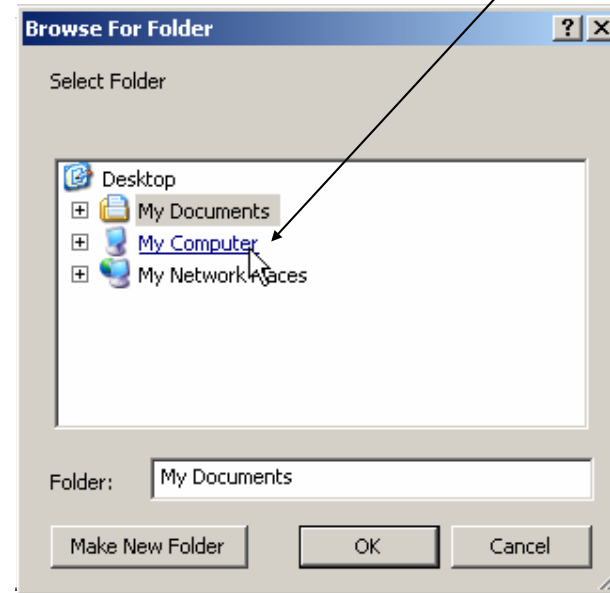 Browse For Folder
Select Folder
Desktop
My Documents
My Computer
My Network Places
Folder: My Documents
Make New Folder OK Cancel